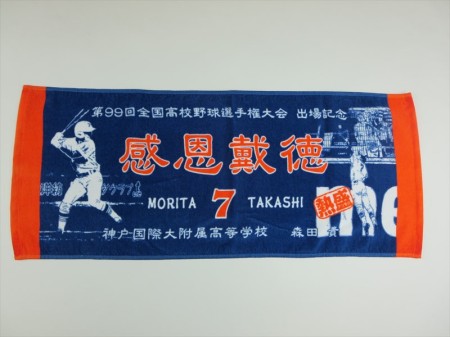 第99回全国高校野球選手権大会 出場記念
感恩戴徳
MORITA 7 TAKASHI
熱盛
神戸国際大附属高等学校 森田 貴